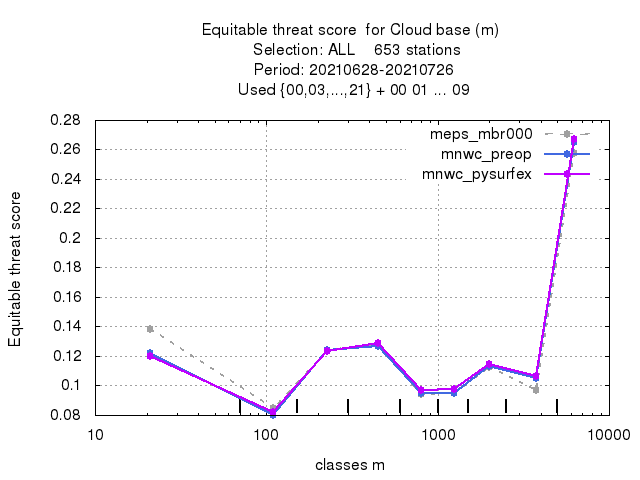 Equitable threat score  for Cloud base (m)
Selection: ALL    653 stations
Period: 20210628-20210726
Used {00,03,...,21} + 00 01 ... 09
meps_mbr000
mnwc_preop
mnwc_pysurfex
Equitable threat score
0.28
0.26
0.24
0.22
0.2
0.18
0.16
0.14
0.12
0.1
0.08
10
100
1000
10000
classes m